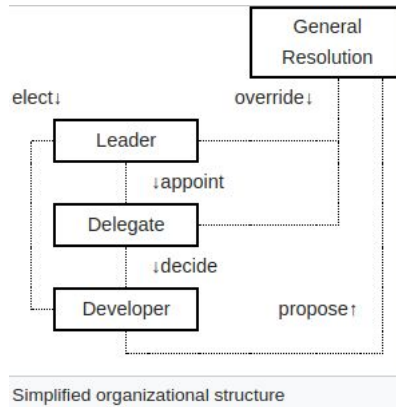 General
Resolution
elect↓
override↓
Leader
↓appoint
Delegate
↓decide
Developer
propose↑
Simplified organizational structure